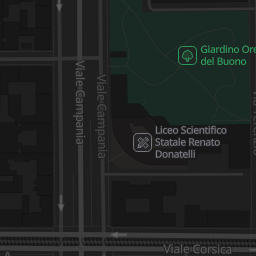 Giardino Ore
del Buono
Viale Campania
Viale Campania
Liceo Scientifico
Statale Renato
Donatelli
Viale Corsica